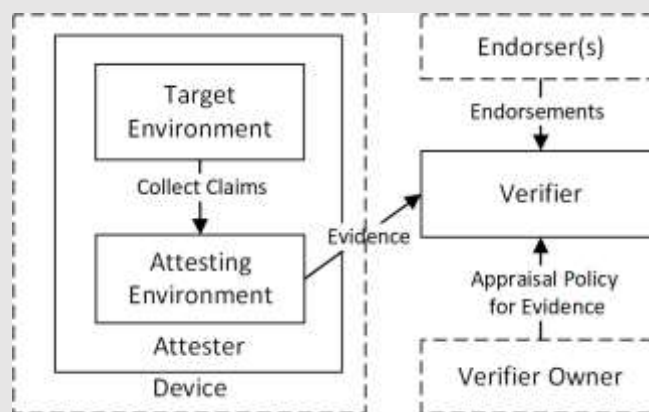 Target
Environment
Collect Claims
Attesting
Environment
Attester
Device
Evidence
Endorser(s)
Endorsements
Verifier
Appraisal Policy
for Evidence
Verifier Owner